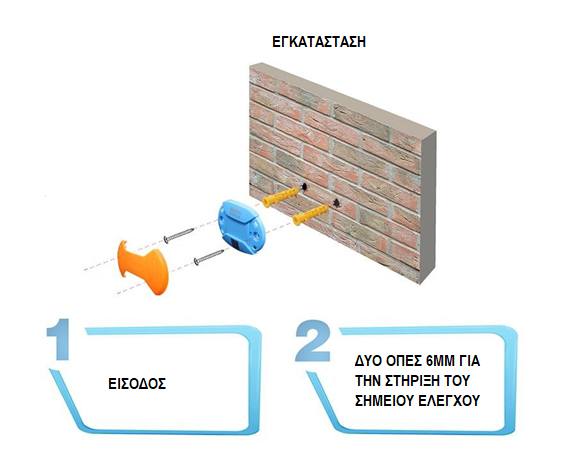 ΕΓΚΑΤΑΣΤΑΣΗ
1
ΕΙΣΟΔΟΣ
2
ΔΥΟ ΟΠΕΣ 6ΜΜ ΓΙΑ
ΤΗΝ ΣΤΗΡΙΞΗ ΤΟΥ
ΣΗΜΕΙΟΥ ΕΛΕΓΧΟΥ